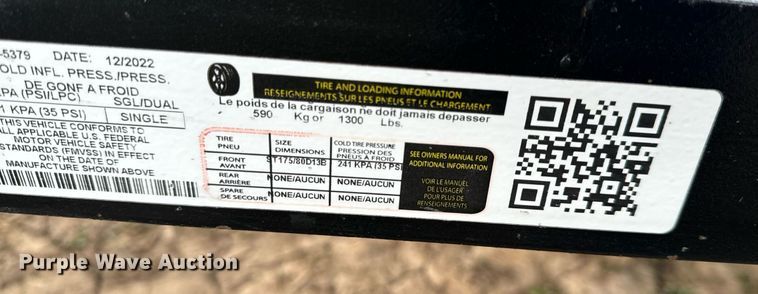 -5379 DATE: 12/2022
OLD INFL. PRESS./PRESS.
DE GONF A FROID
KPA (PSI/LPC) SGL/DUAL
1 KPA (35 PSI) SINGLE
THIS VEHICLE CONFORMS TO
ALL APPLICABLE U.S. FEDERAL
MOTOR VEHICLE SAFETY
STANDARDS (FMVSS) IN EFFECT
ON THE DATE OF
MANUFACTURE SHOWN ABOVE
TIRE AND LOADING INFORMATION
RESEIGNEMENTS SUR LES PNEUS ET LE CHARGEMENT
Le poids de la cargaison ne doit jamais depasser
590 Kg or 1300 Lbs.
TIRE PNEU
SIZE DIMENSIONS
COLD TIRE PRESSURE
PRESSION DES
PNEUS À FROID
FRONT AVANT ST175/80D13B 241 KPA (35 PSI
REAR ARRIÈRE NONE/AUCUN NONE/AUCUN
SPARE DE SECOURS NONE/AUCUN NONE/AUCUN
SEE OWNERS MANUAL FOR
ADDITIONAL INFORMATION
VOIR LE MANUEL
DE L'USAGER
POUR PLUS DE
RENSEIGNEMENTS
Purple Wave Auction